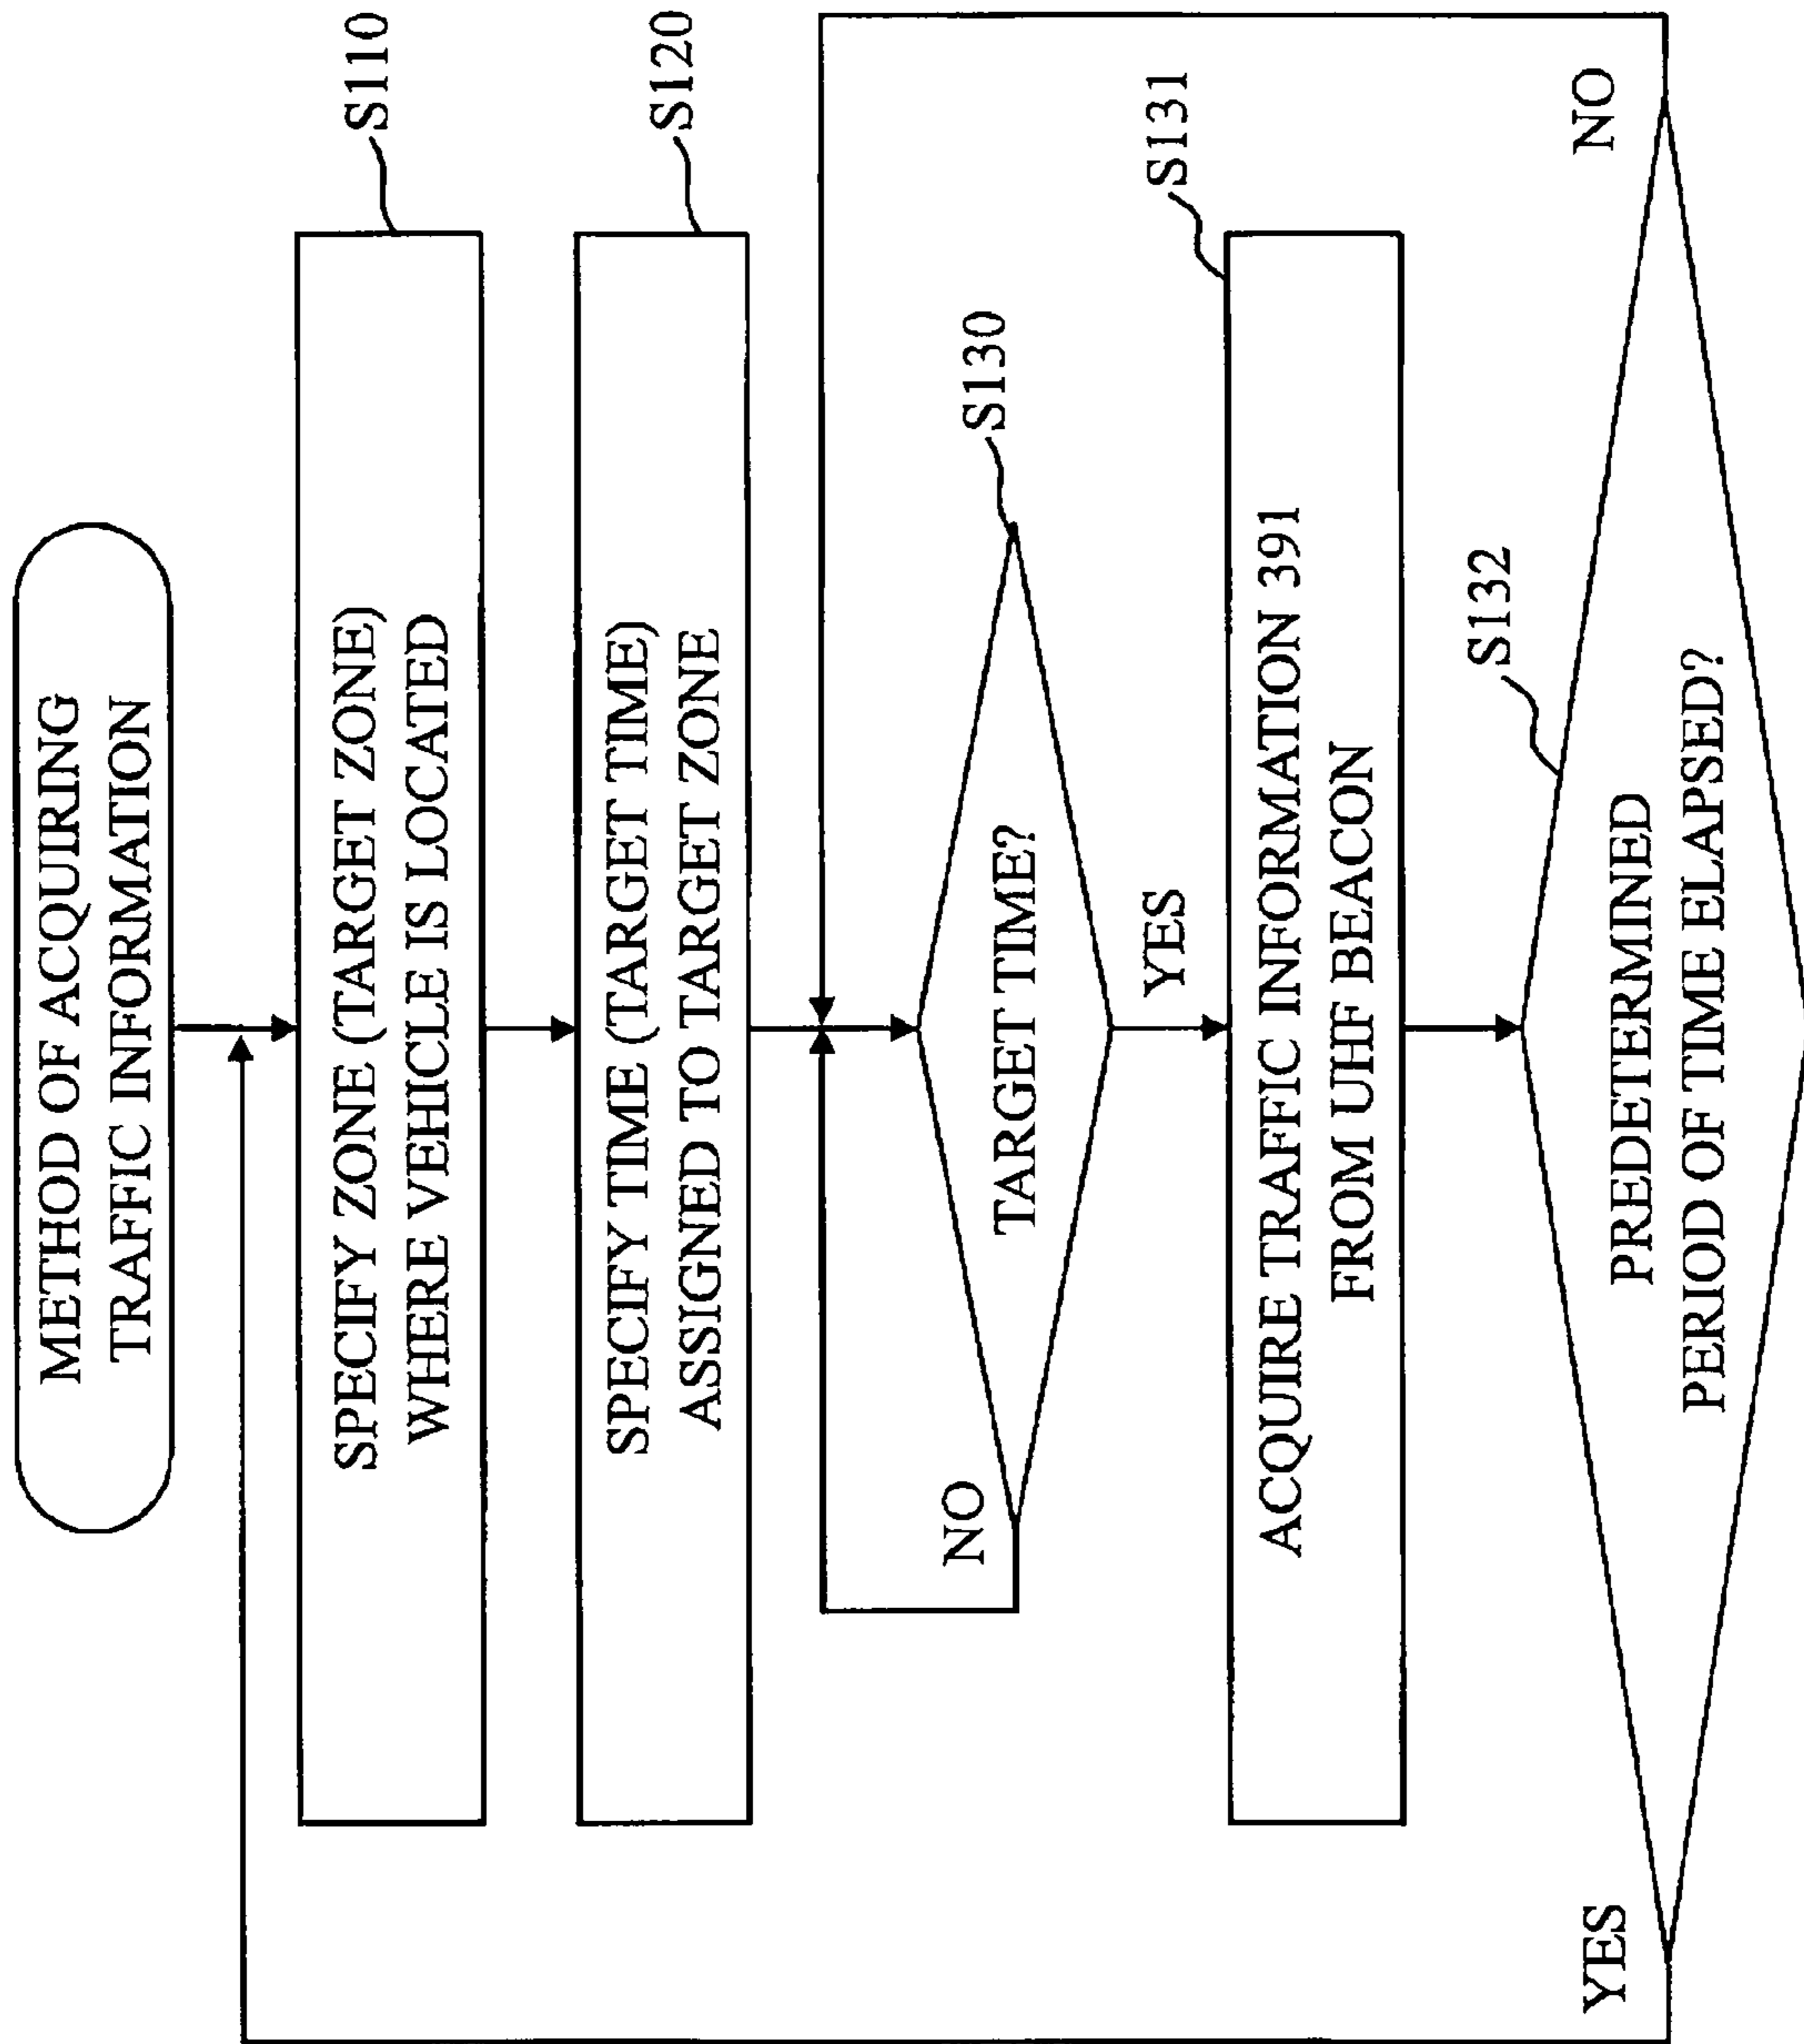 METHOD OF ACQUIRING
TRAFFIC INFORMATION
SPECIFY ZONE (TARGET ZONE)
WHERE VEHICLE IS LOCATED
S110
SPECIFY TIME (TARGET TIME)
ASSIGNED TO TARGET ZONE
S120
TARGET TIME?
S130
NO
YES
ACQUIRE TRAFFIC INFORMATION 391
FROM UHF BEACON
S131
PREDETERMINED
PERIOD OF TIME ELAPSED?
S132
YES
NO